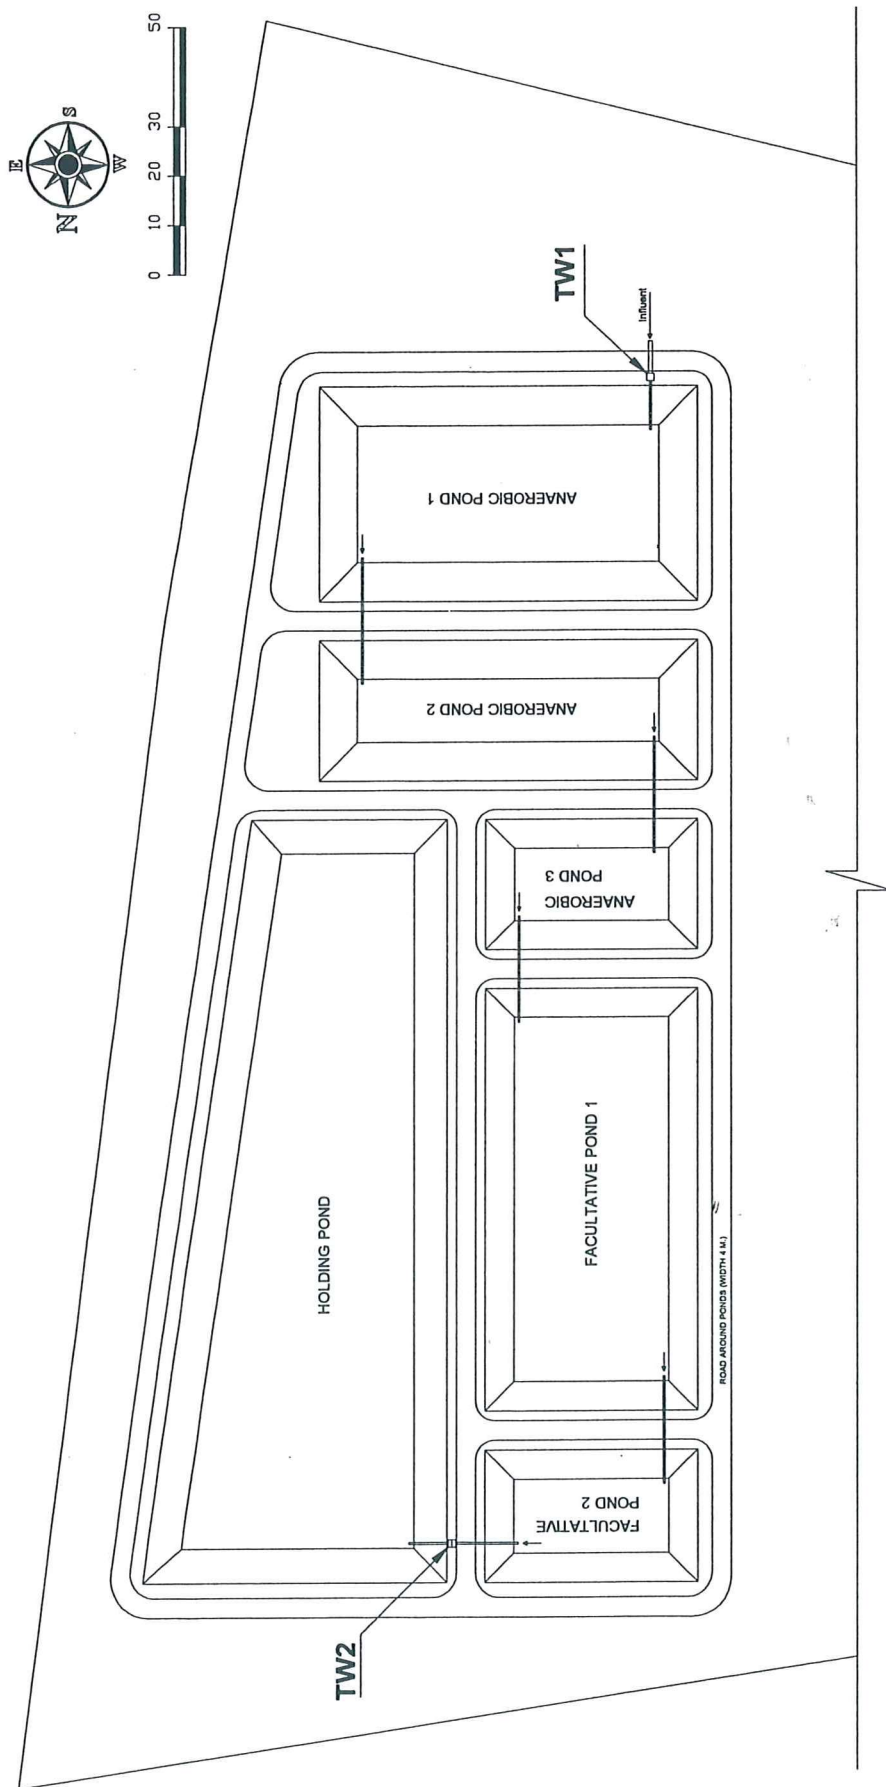 E
S
N
W
0 10 20 30 50
TW1
Influent
ANAEROBIC POND 1
ANAEROBIC POND 2
ANAEROBIC
POND 3
HOLDING POND
FACULTATIVE POND 1
ROAD AROUND PONDS (WIDTH 4 M.)
FACULTATIVE
POND 2
TW2